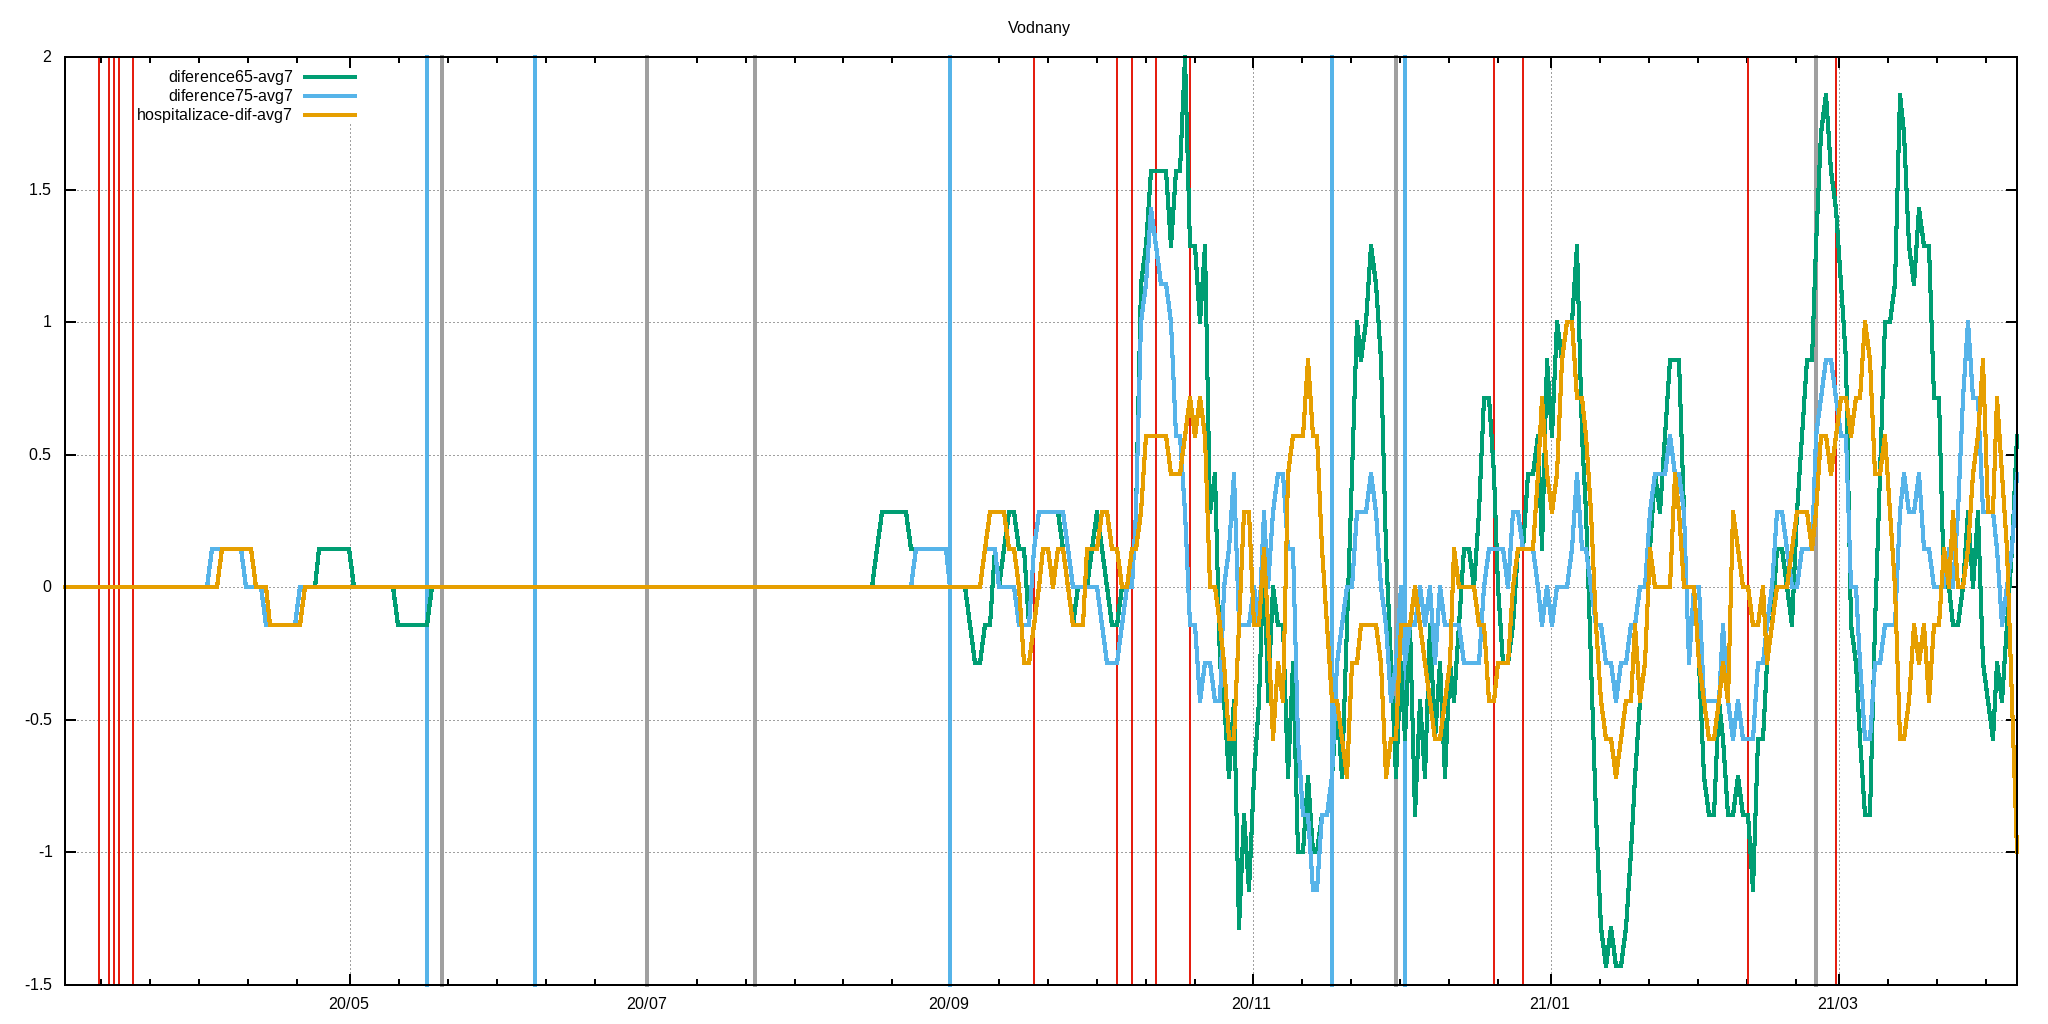 Vodnany
2
diference65-avg7
diference75-avg7
hospitalizace-dif-avg7
1.5
1
0.5
0
-0.5
-1
-1.5
20/05 20/07 20/09 20/11 21/01 21/03